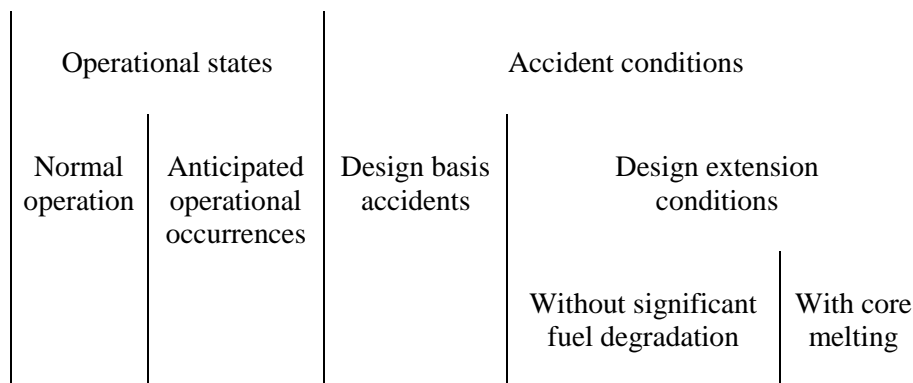 Operational states
Accident conditions
Normal
operation
Anticipated
operational
occurrences
Design basis
accidents
Design extension
conditions
Without significant
fuel degradation
With core
melting